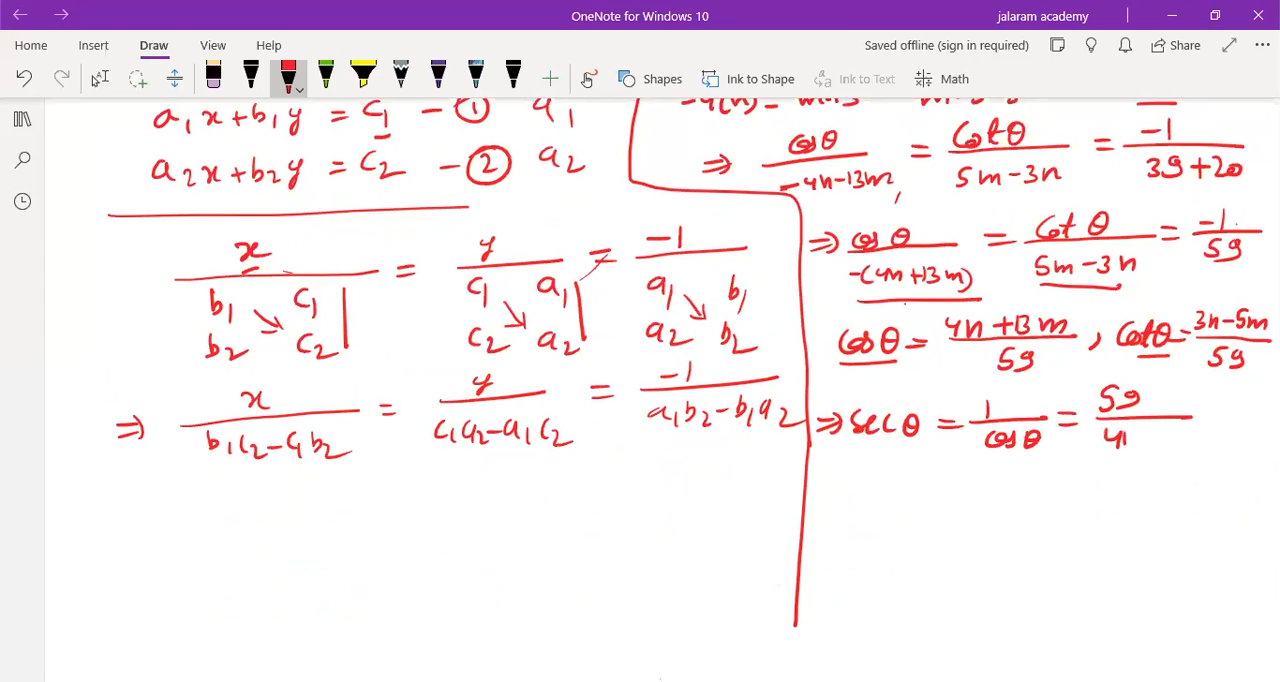 OneNote for Windows 10
jalaram academy
Home Insert Draw View Help
Saved offline (sign in required) Share
Shapes Ink to Shape Ink to Text Math
a₁x+b₁y = c₁ - ① a₁
a₂x+b₂y = c₂ - ② a₂
x = y = -1
b₁ c₁ c₁ a₁ a₁ b₁
b₂ c₂ c₂ a₂ a₂ b₂
⇒ x/(b₁c₂-c₁b₂) = y/(c₁a₂-a₁c₂) = -1/(a₁b₂-b₁a₂)
⇒ cosθ/(-4n-13m) = cotθ/(5m-3n) = -1/(39+20)
⇒ cosθ/(-(4n+13m)) = cotθ/(5m-3n) = -1/59
cosθ = (4n+13m)/59, cotθ = (3n-5m)/59
⇒ secθ = 1/cosθ = 59/4